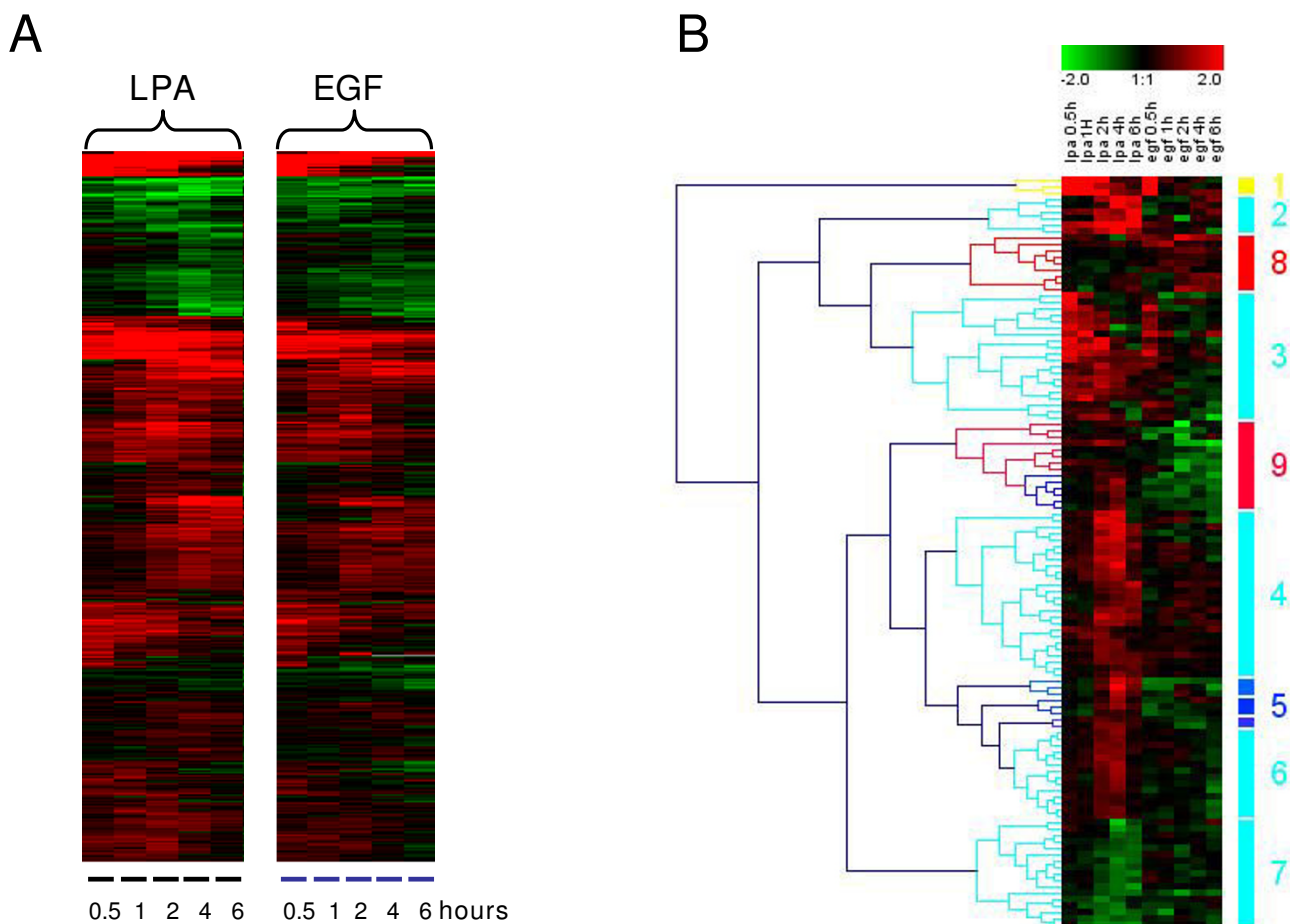 A
B
LPA EGF
0.5 1 2 4 6 0.5 1 2 4 6 hours
-2.0 1:1 2.0
lpa 0.5h
lpa1H
lpa 2h
lpa 4h
lpa 6h
egf 0.5h
egf 1h
egf 2h
egf 4h
egf 6h
1
2
8
3
9
4
5
6
7